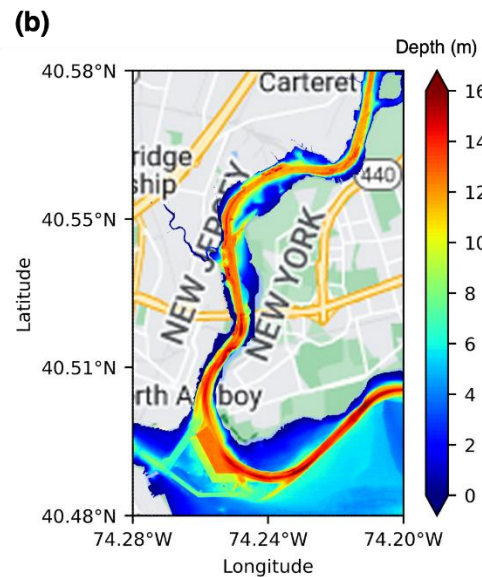 (b)
Depth (m)
40.58°N
Carteret
16
14
ridge
ship
440
12
40.55°N
10
NEW JERSEY
NEW YORK
8
Latitude
6
40.51°N
rth A boy
4
2
0
40.48°N
74.28°W
74.24°W
74.20°W
Longitude